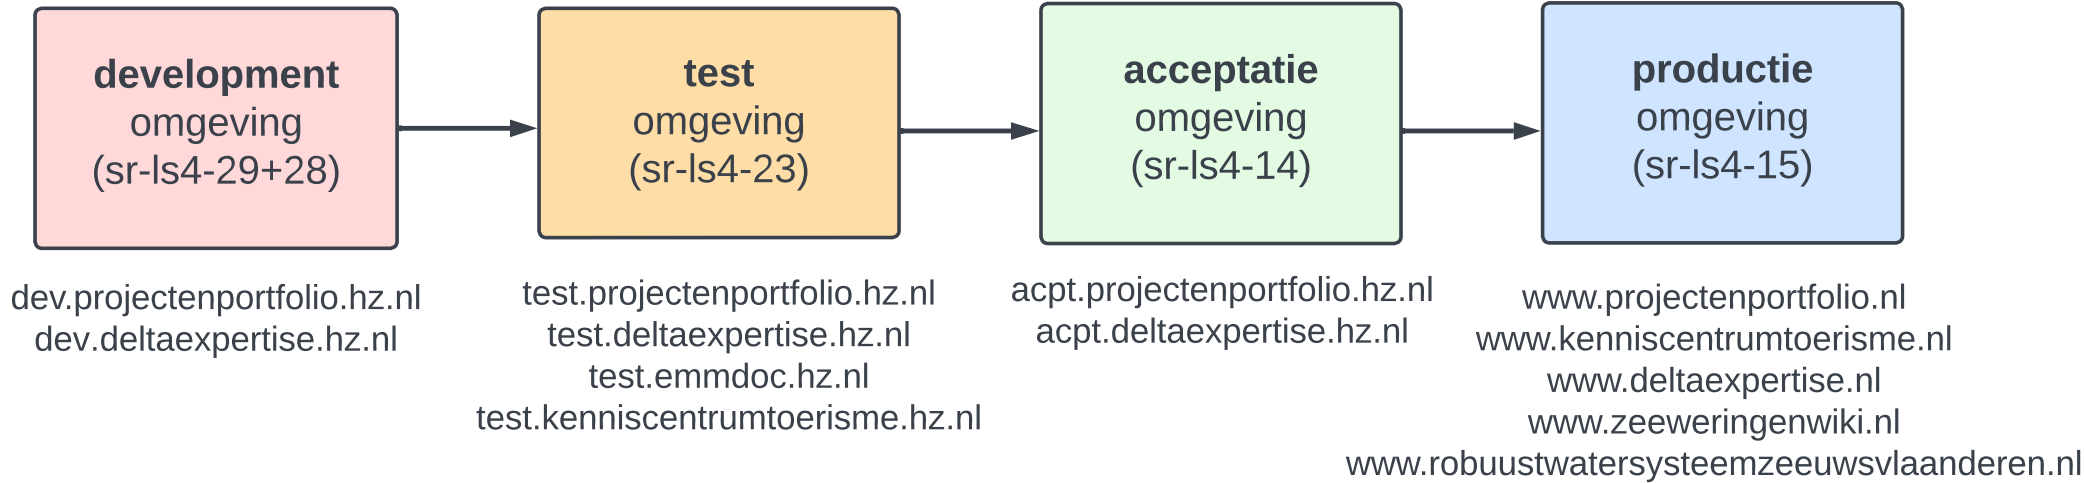 development
omgeving
(sr-ls4-29+28)
dev.projectenportfolio.hz.nl
dev.deltaexpertise.hz.nl
test
omgeving
(sr-ls4-23)
test.projectenportfolio.hz.nl
test.deltaexpertise.hz.nl
test.emmdoc.hz.nl
test.kenniscentrumtoerisme.hz.nl
acceptatie
omgeving
(sr-ls4-14)
acpt.projectenportfolio.hz.nl
acpt.deltaexpertise.hz.nl
productie
omgeving
(sr-ls4-15)
www.projectenportfolio.nl
www.kenniscentrumtoerisme.nl
www.deltaexpertise.nl
www.zeeweringenwiki.nl
www.robuustwatersysteemzeeuwsvlaanderen.nl